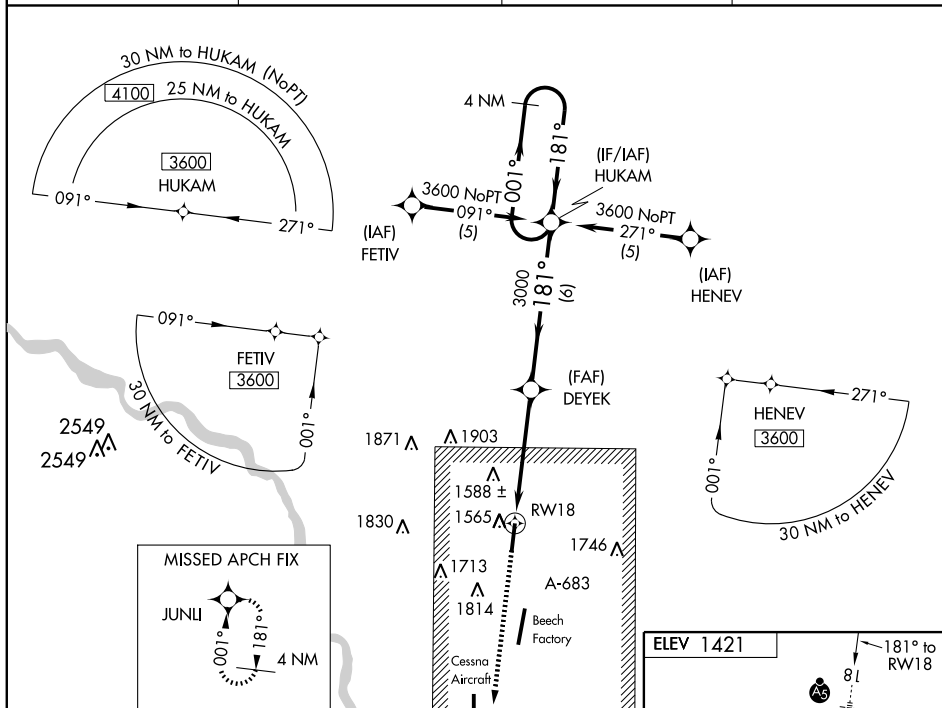 30 NM to HUKAM (NoPT)
4100
25 NM to HUKAM
3600
HUKAM
091°
271°
4 NM
001°
181°
(IF/IAF)
HUKAM
3600 NoPT
091°
(5)
(IAF)
FETIV
3600 NoPT
271°
(5)
(IAF)
HENEV
3000
181°
(6)
(FAF)
DEYEK
091°
FETIV
3600
001°
30 NM to FETIV
271°
HENEV
3600
001°
30 NM to HENEV
2549
2549
1871
1903
1588 ±
1565
RW18
1830
1746
1713
A-683
1814
Beech
Factory
Cessna
Aircraft
MISSED APCH FIX
JUNLI
001°
181°
4 NM
ELEV 1421
181° to
RW18
18
A5